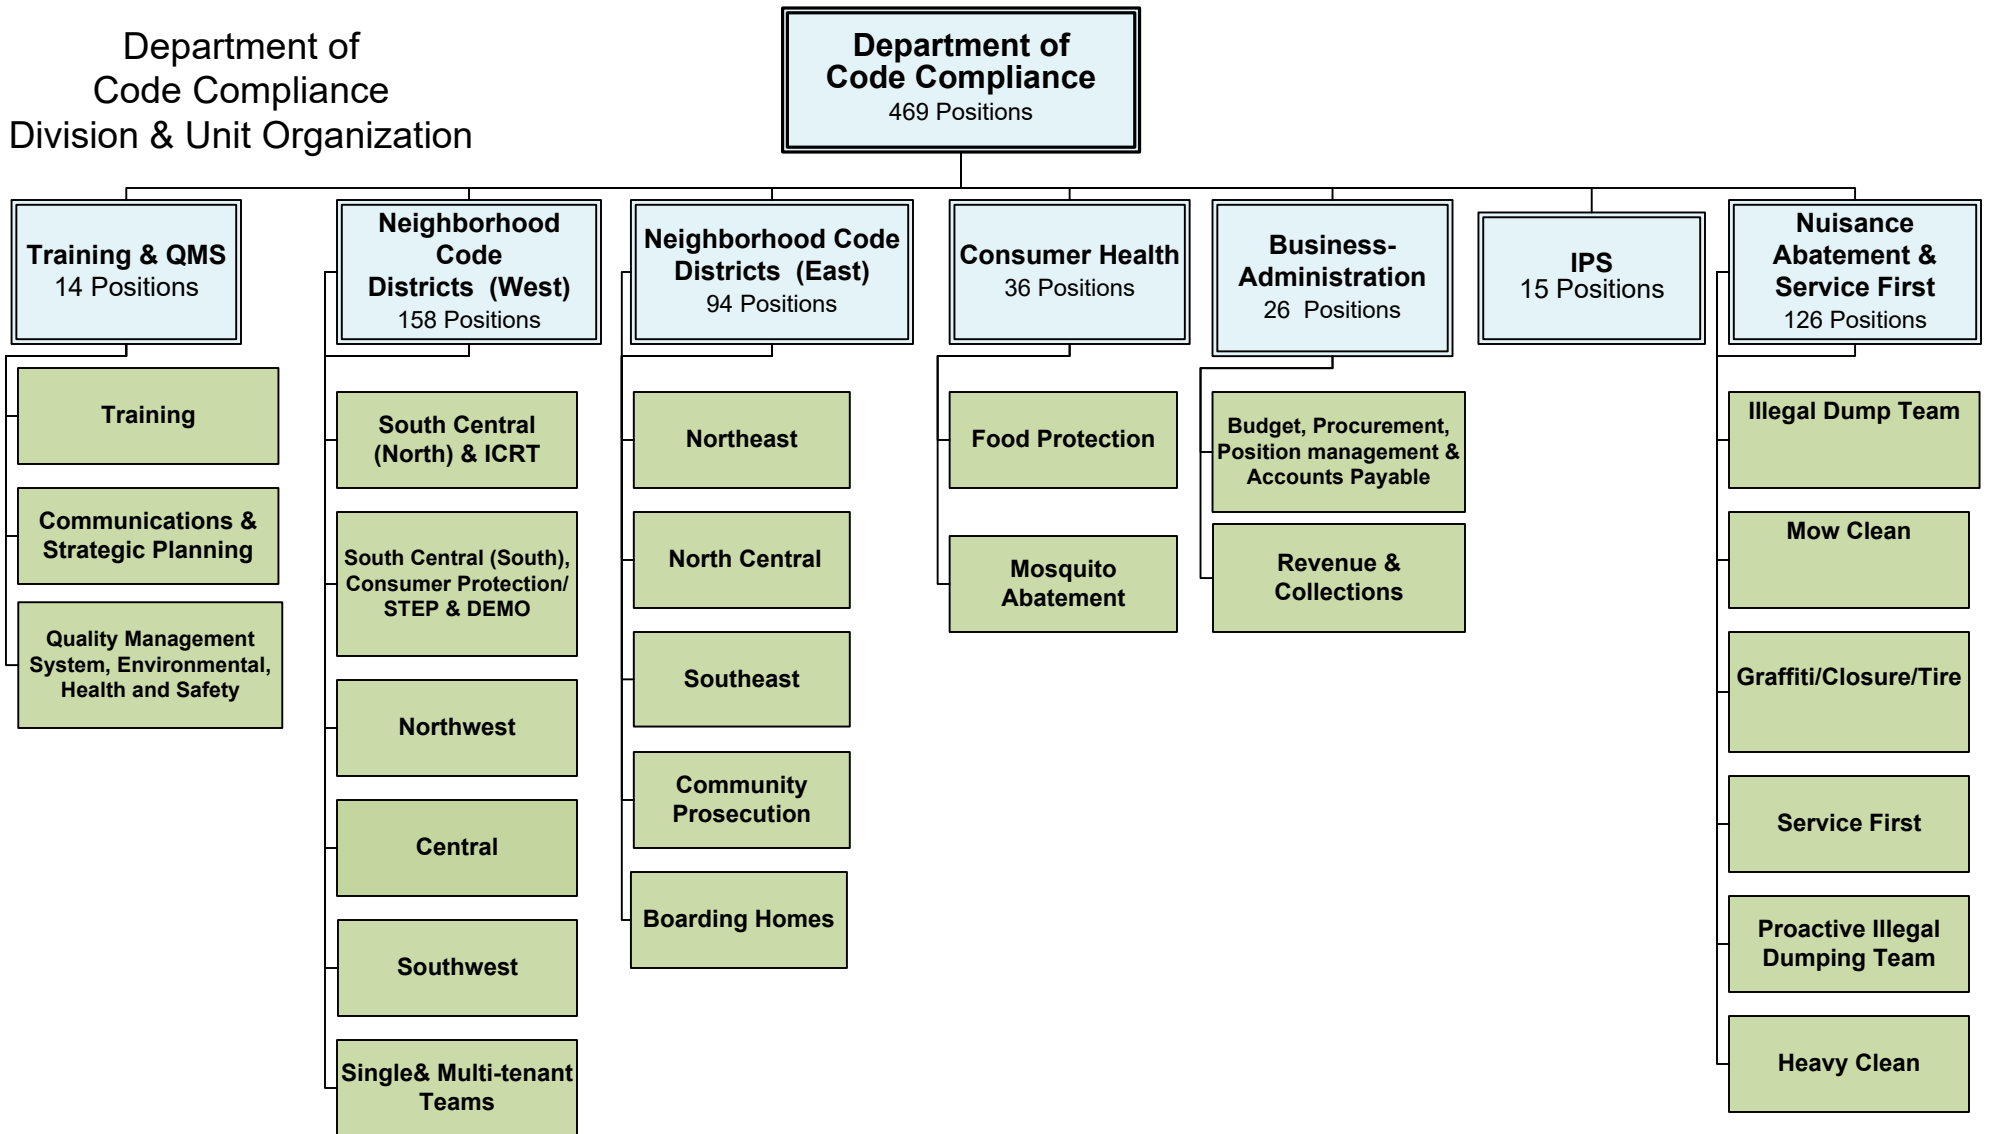 Department of
Code Compliance
Division & Unit Organization
Department of
Code Compliance
469 Positions
Training & QMS
14 Positions
Neighborhood
Code
Districts (West)
158 Positions
Neighborhood Code
Districts (East)
94 Positions
Consumer Health
36 Positions
Business-
Administration
26 Positions
IPS
15 Positions
Nuisance
Abatement &
Service First
126 Positions
Training
Communications &
Strategic Planning
Quality Management
System, Environmental,
Health and Safety
South Central
(North) & ICRT
South Central (South),
Consumer Protection/
STEP & DEMO
Northwest
Central
Southwest
Single& Multi-tenant
Teams
Northeast
North Central
Southeast
Community
Prosecution
Boarding Homes
Food Protection
Mosquito
Abatement
Budget, Procurement,
Position management &
Accounts Payable
Revenue &
Collections
Illegal Dump Team
Mow Clean
Graffiti/Closure/Tire
Service First
Proactive Illegal
Dumping Team
Heavy Clean